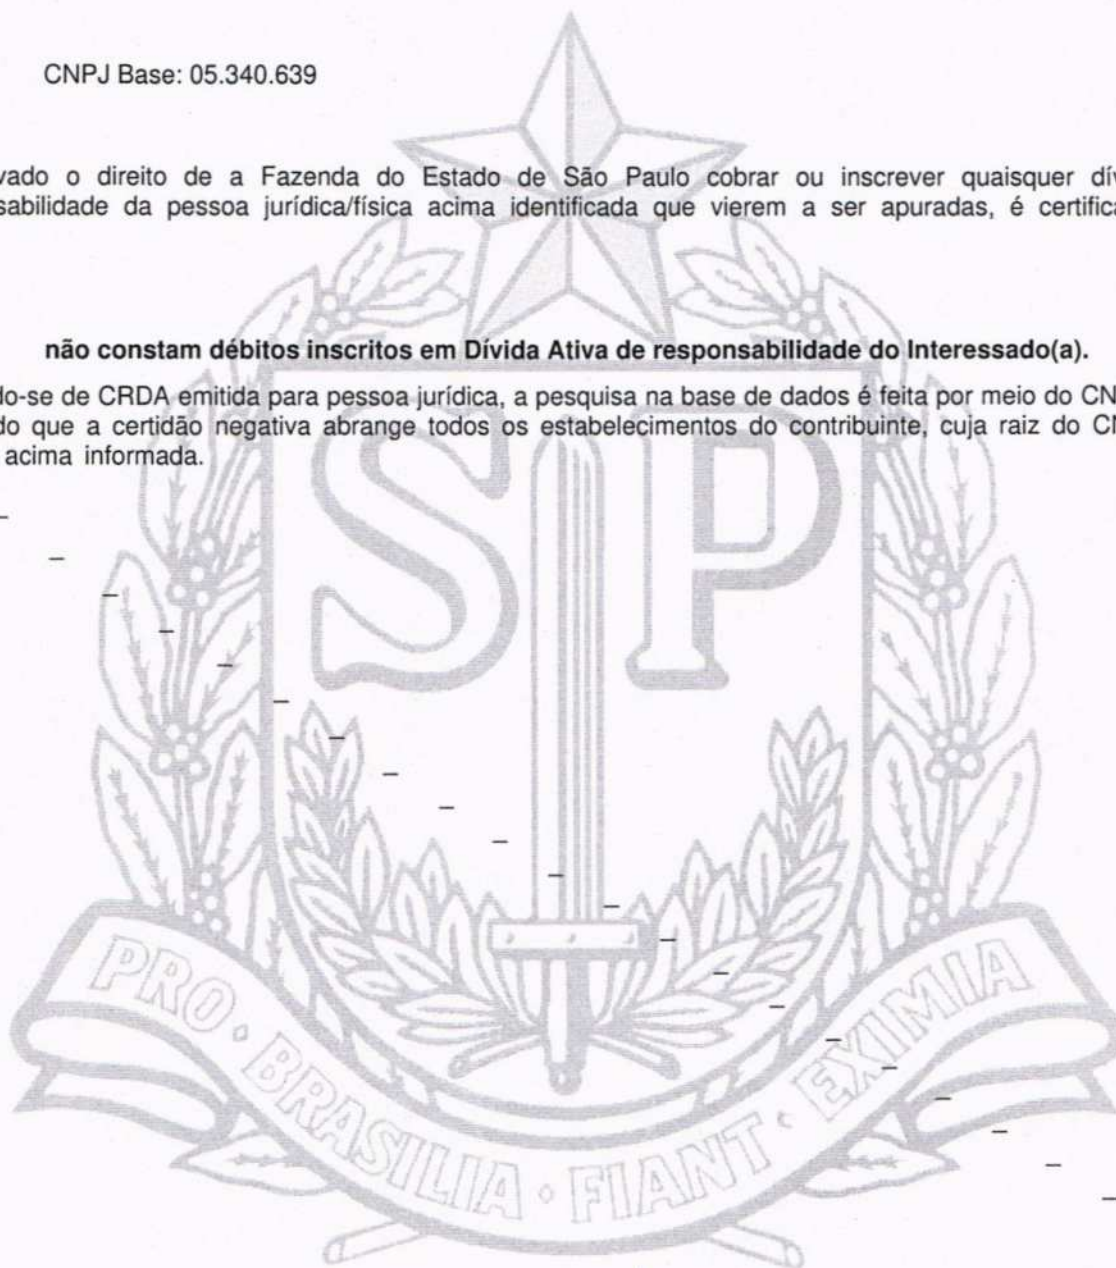 CNPJ Base: 05.340.639
vado o direito de a Fazenda do Estado de São Paulo cobrar ou inscrever quaisquer dív
sabilidade da pessoa jurídica/física acima identificada que vierem a ser apuradas, é certifica
não constam débitos inscritos em Dívida Ativa de responsabilidade do Interessado(a).
do-se de CRDA emitida para pessoa jurídica, a pesquisa na base de dados é feita por meio do CN
do que a certidão negativa abrange todos os estabelecimentos do contribuinte, cuja raiz do CN
acima informada.
SP
PRO · BRASILIA · FIANT · EXIMIA